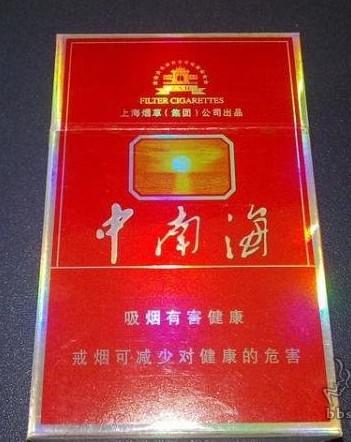 FILTER CIGARETTES
上海烟草(集团)公司出品
中南海
吸烟有害健康
戒烟可减少对健康的危害
bbs